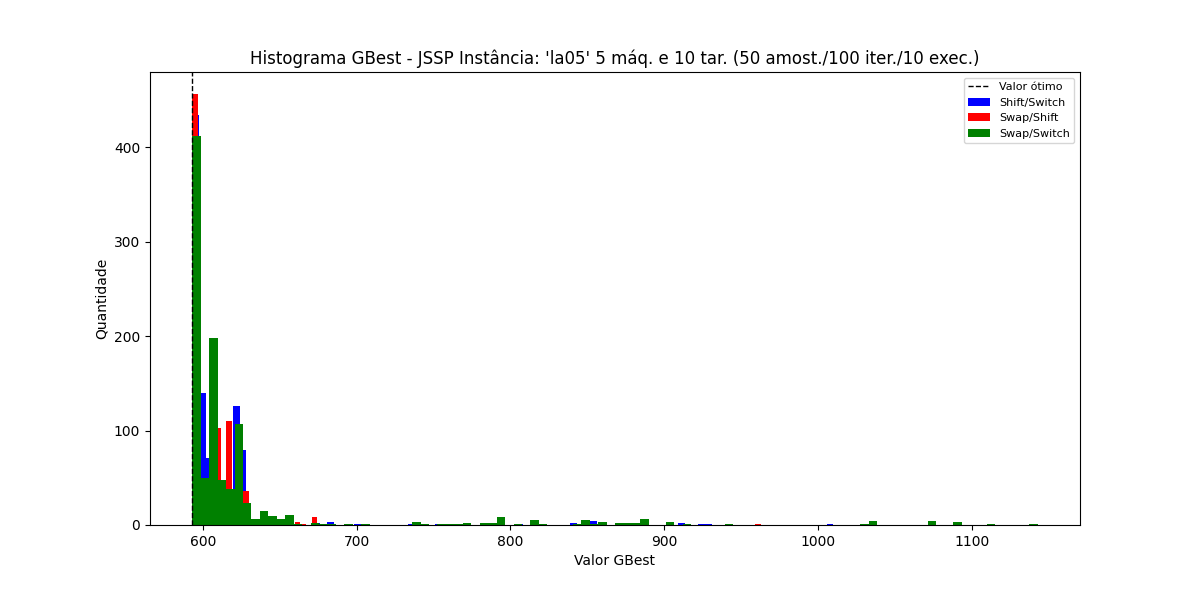 Histograma GBest - JSSP Instância: 'la05' 5 máq. e 10 tar. (50 amost./100 iter./10 exec.)
Valor ótimo
Shift/Switch
Swap/Shift
Swap/Switch
Quantidade
400
300
200
100
0
600 700 800 900 1000 1100
Valor GBest